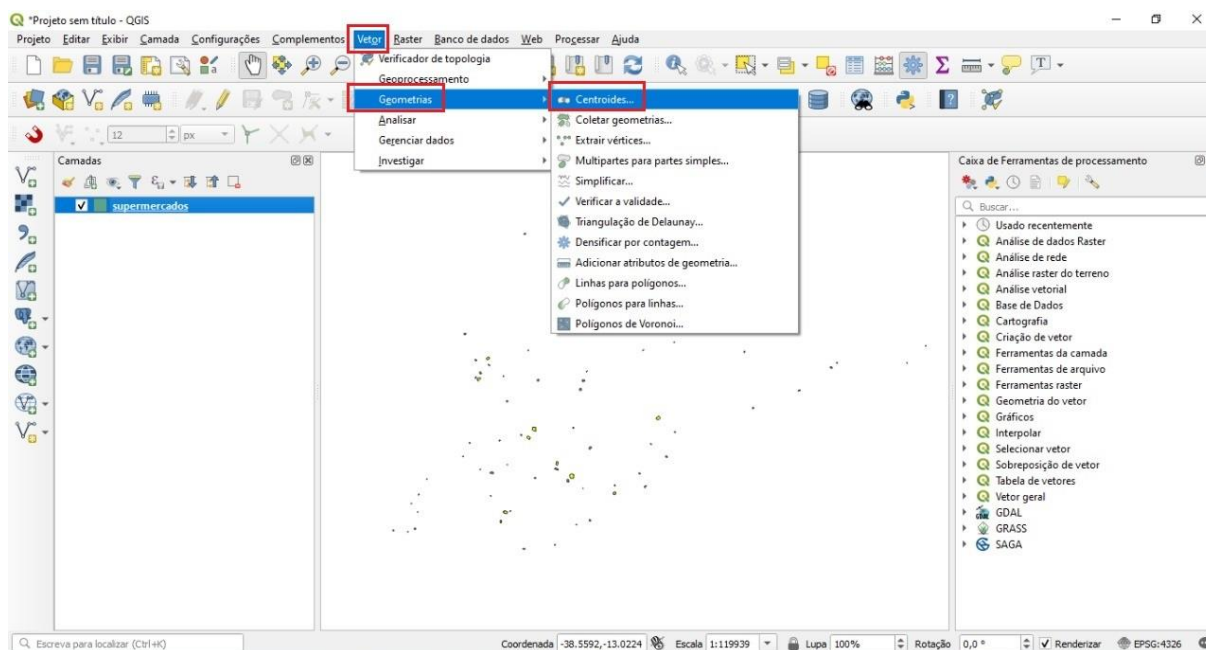 *Projeto sem título - QGIS
Projeto Editar Exibir Camada Configurações Complementos Vetor Raster Banco de dados Web Processar Ajuda
Verificador de topologia
Geoprocessamento
Geometrias
Analisar
Gerenciar dados
Investigar
Centroides...
Coletar geometrias...
Extrair vértices...
Multipartes para partes simples...
Simplificar...
Verificar a validade...
Triangulação de Delaunay...
Densificar por contagem...
Adicionar atributos de geometria...
Linhas para polígonos...
Polígonos para linhas...
Polígonos de Voronoi...
12 px
Camadas
supermercados
Caixa de Ferramentas de processamento
Buscar...
Usado recentemente
Análise de dados Raster
Análise de rede
Análise raster do terreno
Análise vetorial
Base de Dados
Cartografia
Criação de vetor
Ferramentas da camada
Ferramentas de arquivo
Ferramentas raster
Geometria do vetor
Gráficos
Interpolar
Selecionar vetor
Sobreposição de vetor
Tabela de vetores
Vetor geral
GDAL
GRASS
SAGA
Escreva para localizar (Ctrl+K) Coordenada -38.5592,-13.0224 Escala 1:119939 Lupa 100% Rotação 0,0 ° Renderizar EPSG:4326